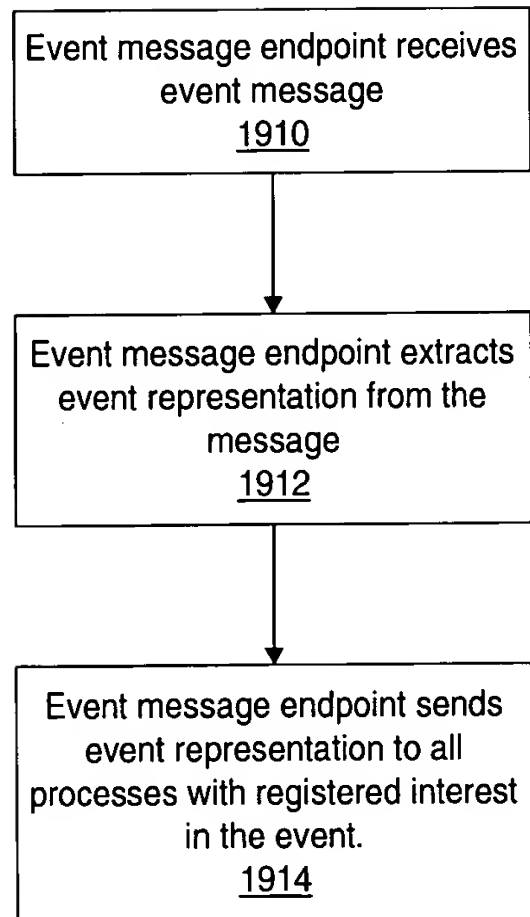 Event message endpoint receives
event message
1910
Event message endpoint extracts
event representation from the
message
1912
Event message endpoint sends
event representation to all
processes with registered interest
in the event.
1914